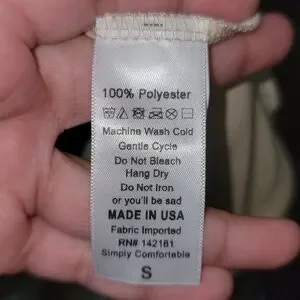 100% Polyester
Machine Wash Cold
Gentle Cycle
Do Not Bleach
Hang Dry
Do Not Iron
or you'll be sad
MADE IN USA
Fabric Imported
RN# 142161
Simply Comfortable
S